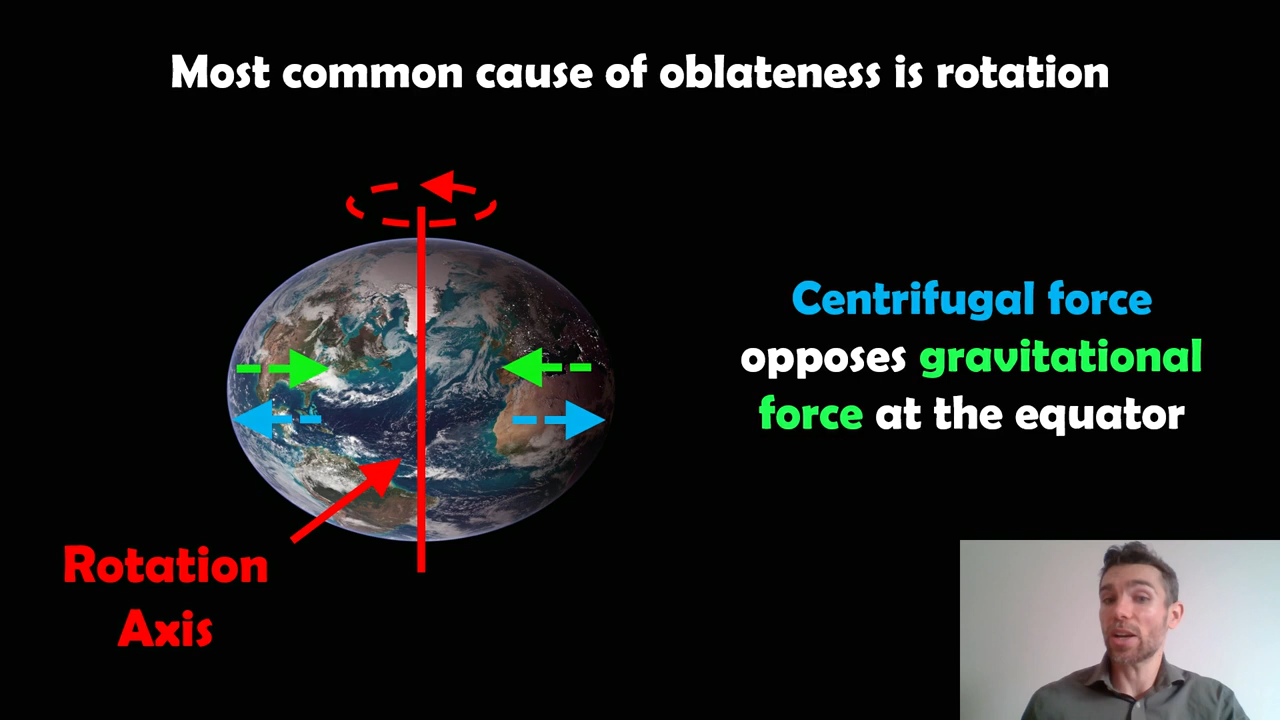 Most common cause of oblateness is rotation
Centrifugal force
opposes gravitational
force at the equator
Rotation
Axis